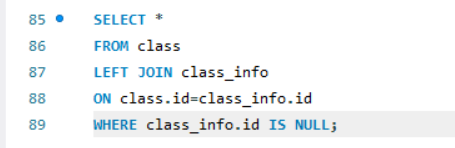 85 SELECT *
86 FROM class
87 LEFT JOIN class_info
88 ON class.id=class_info.id
89 WHERE class_info.id IS NULL;